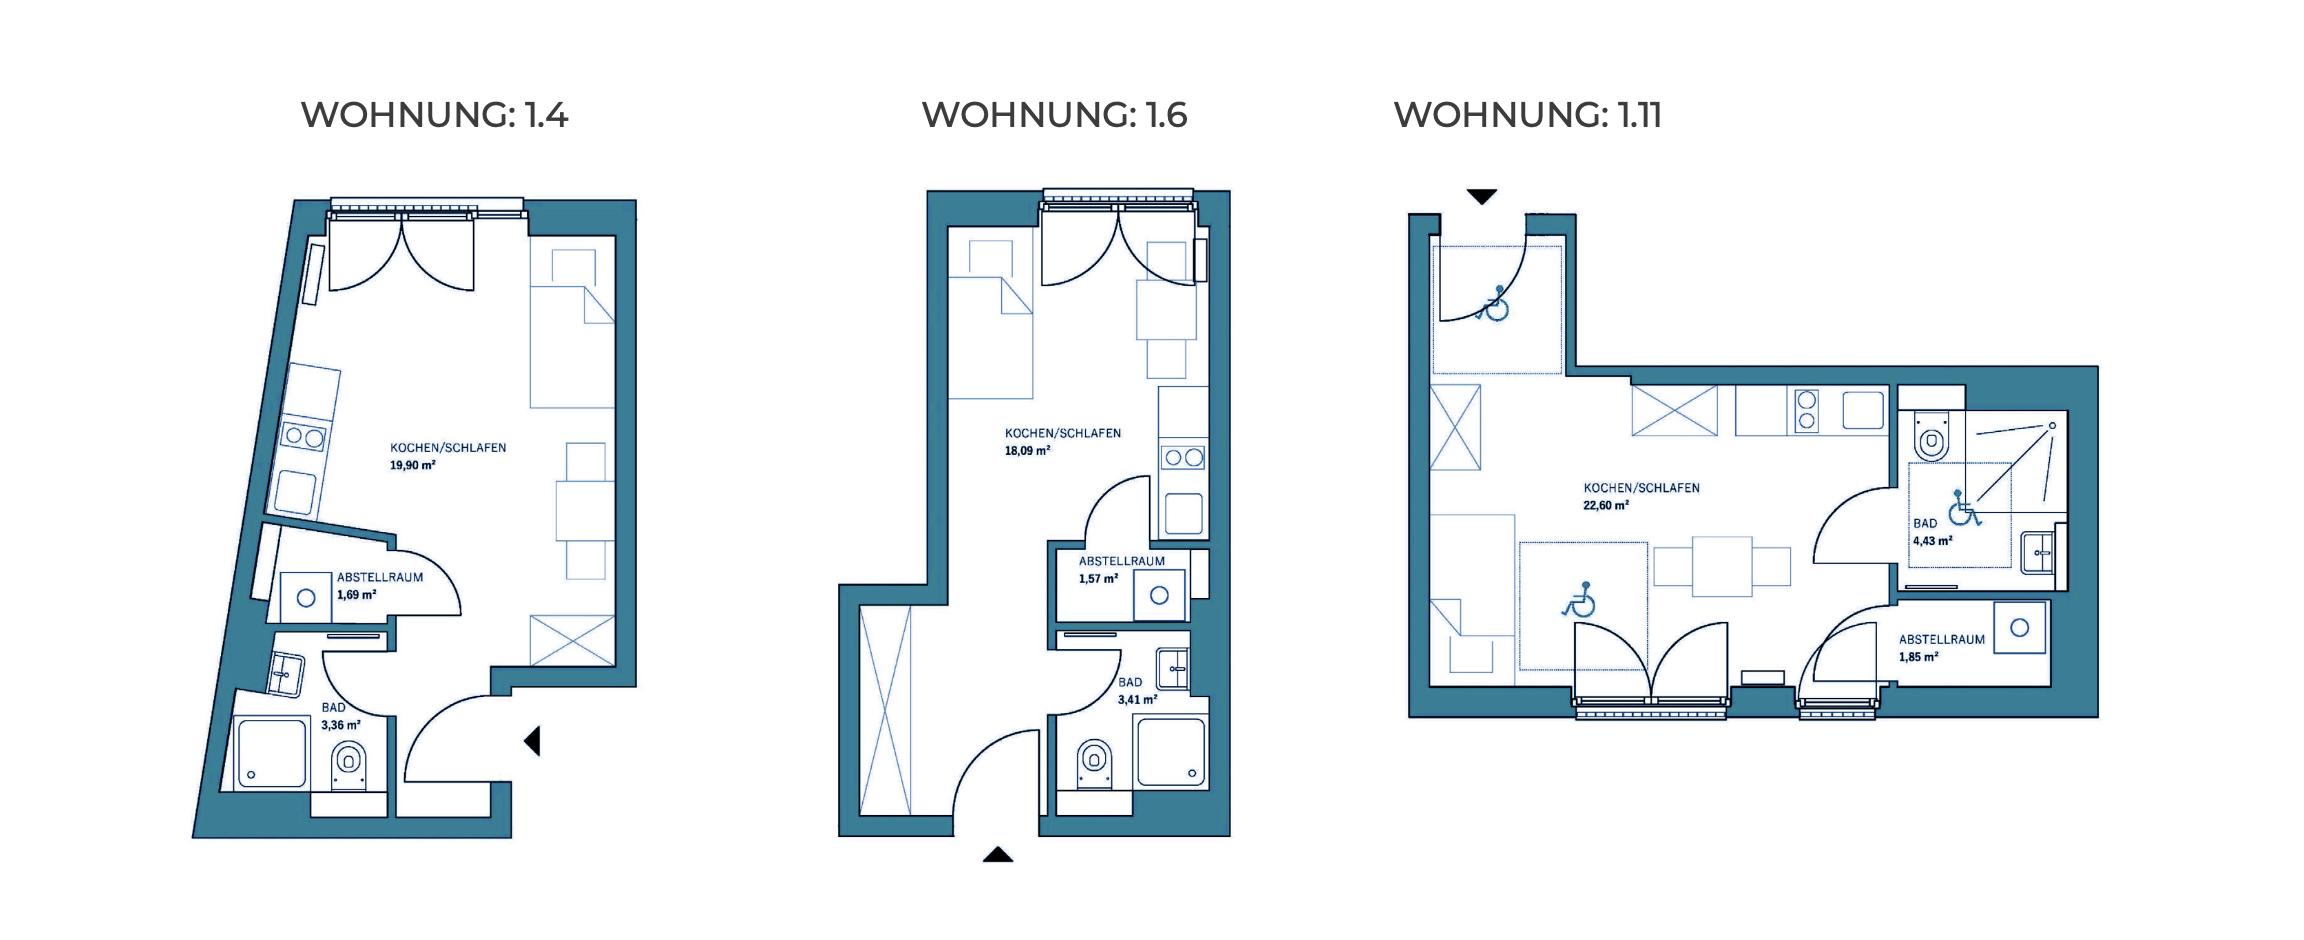 WOHNUNG: 1.4
KOCHEN/SCHLAFEN
19,90 m²
ABSTELLRAUM
1,69 m²
BAD
3,36 m²
WOHNUNG: 1.6
KOCHEN/SCHLAFEN
18,09 m²
ABSTELLRAUM
1,57 m²
BAD
3,41 m²
WOHNUNG: 1.11
KOCHEN/SCHLAFEN
22,60 m²
BAD
4,43 m²
ABSTELLRAUM
1,85 m²